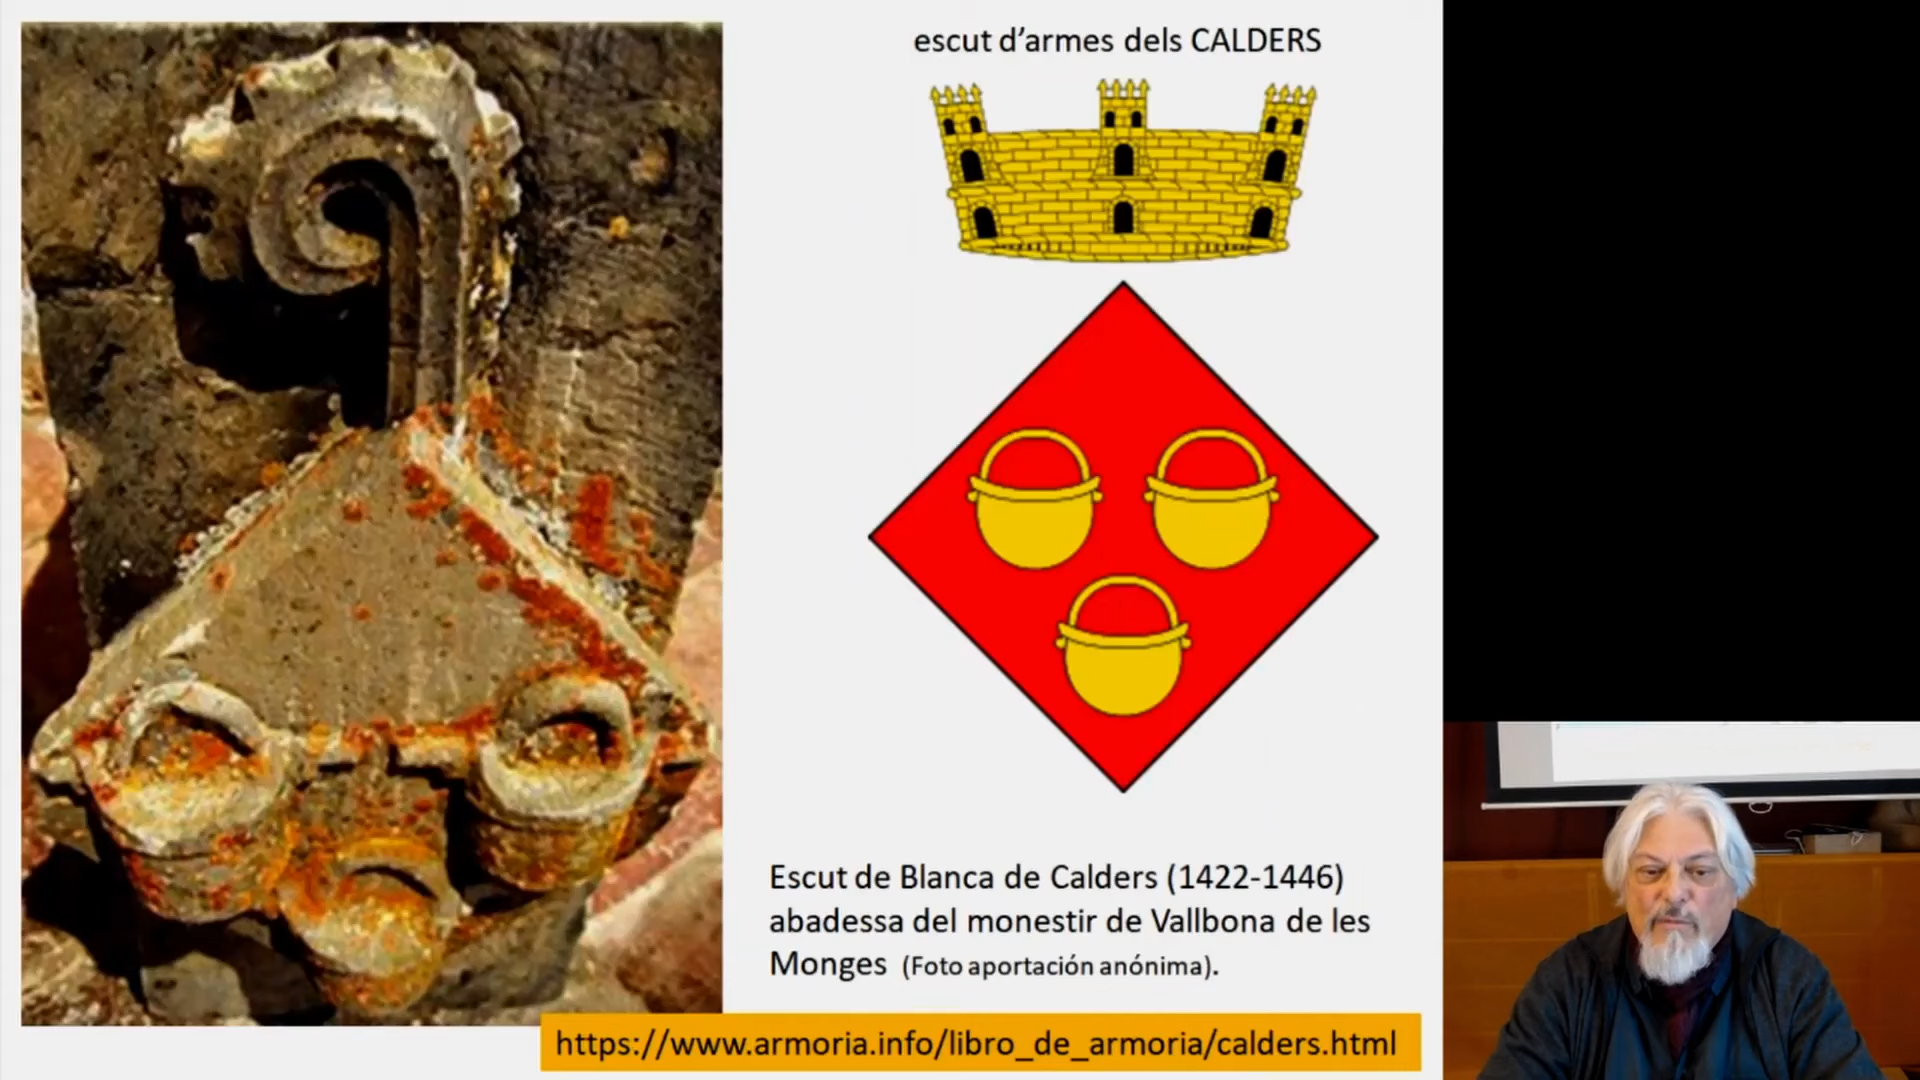 escut d’armes dels CALDERS
Escut de Blanca de Calders (1422-1446)
abadessa del monestir de Vallbona de les
Monges (Foto aportación anónima).
https://www.armoria.info/libro_de_armoria/calders.html